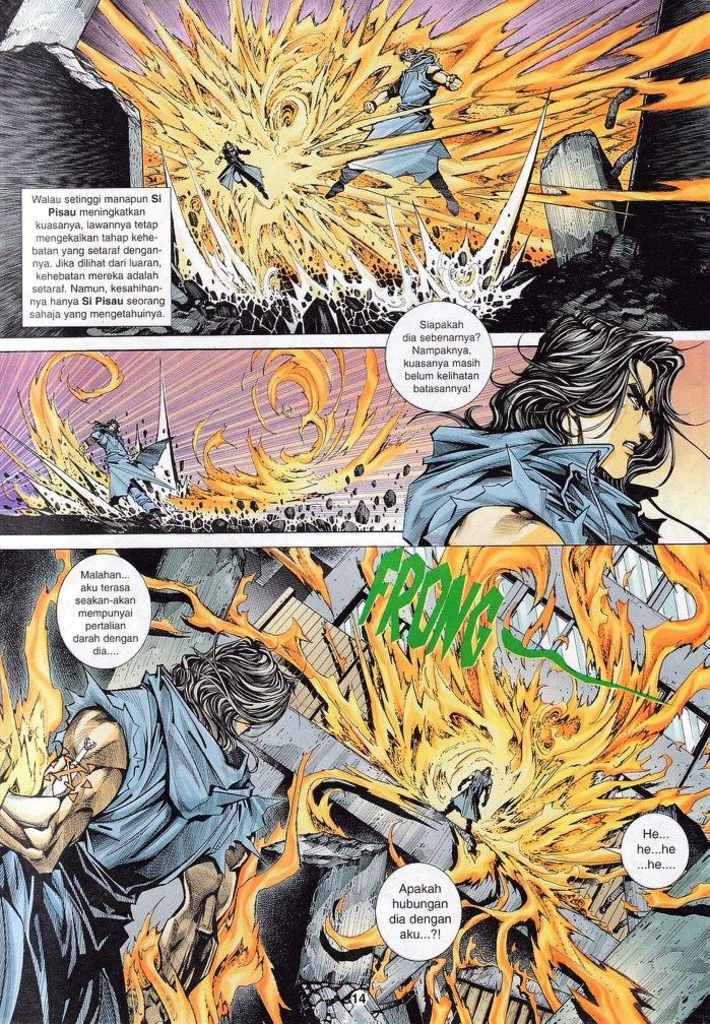 Walau setinggi manapun Si
Pisau meningkatkan
kuasanya, lawannya tetap
mengekalkan tahap kehe-
batan yang setaraf dengan-
nya. Jika dilihat dari luaran,
kehebatan mereka adalah
setaraf. Namun, kesahihan-
nya hanya Si Pisau seorang
sahaja yang mengetahuinya.
Siapakah
dia sebenarnya?
Nampaknya,
kuasanya masih
belum kelihatan
batasannya!
Malahan...
aku terasa
seakan-akan
mempunyai
pertalian
darah dengan
dia....
FRONG
He...
he...he
...he....
Apakah
hubungan
dia dengan
aku...?!
214